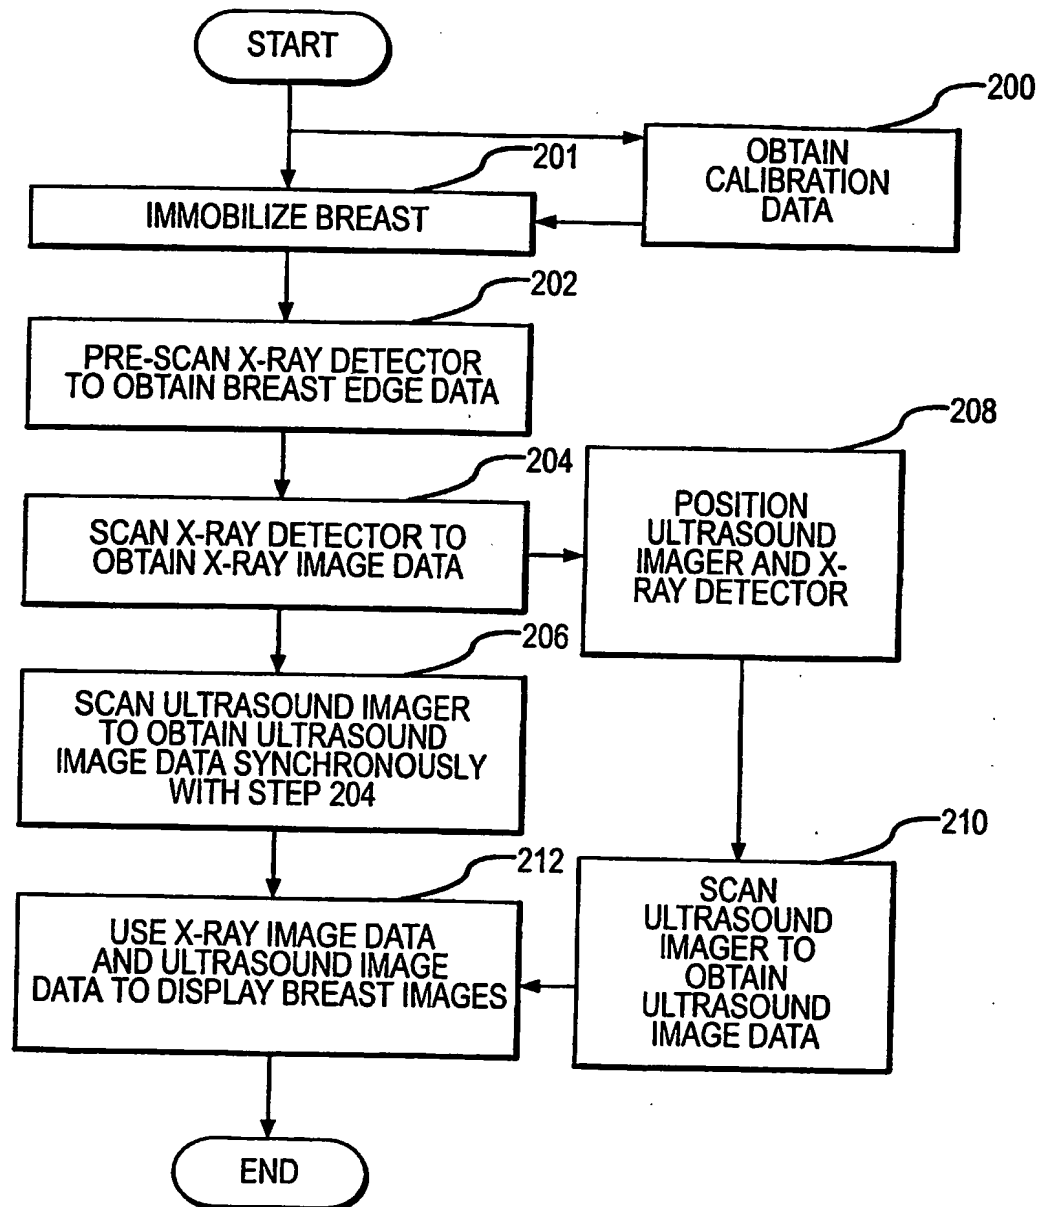 START
200
OBTAIN
CALIBRATION
DATA
201
IMMOBILIZE BREAST
202
PRE-SCAN X-RAY DETECTOR
TO OBTAIN BREAST EDGE DATA
204
SCAN X-RAY DETECTOR TO
OBTAIN X-RAY IMAGE DATA
208
POSITION
ULTRASOUND
IMAGER AND X-
RAY DETECTOR
206
SCAN ULTRASOUND IMAGER
TO OBTAIN ULTRASOUND
IMAGE DATA SYNCHRONOUSLY
WITH STEP 204
210
SCAN
ULTRASOUND
IMAGER TO
OBTAIN
ULTRASOUND
IMAGE DATA
212
USE X-RAY IMAGE DATA
AND ULTRASOUND IMAGE
DATA TO DISPLAY BREAST IMAGES
END